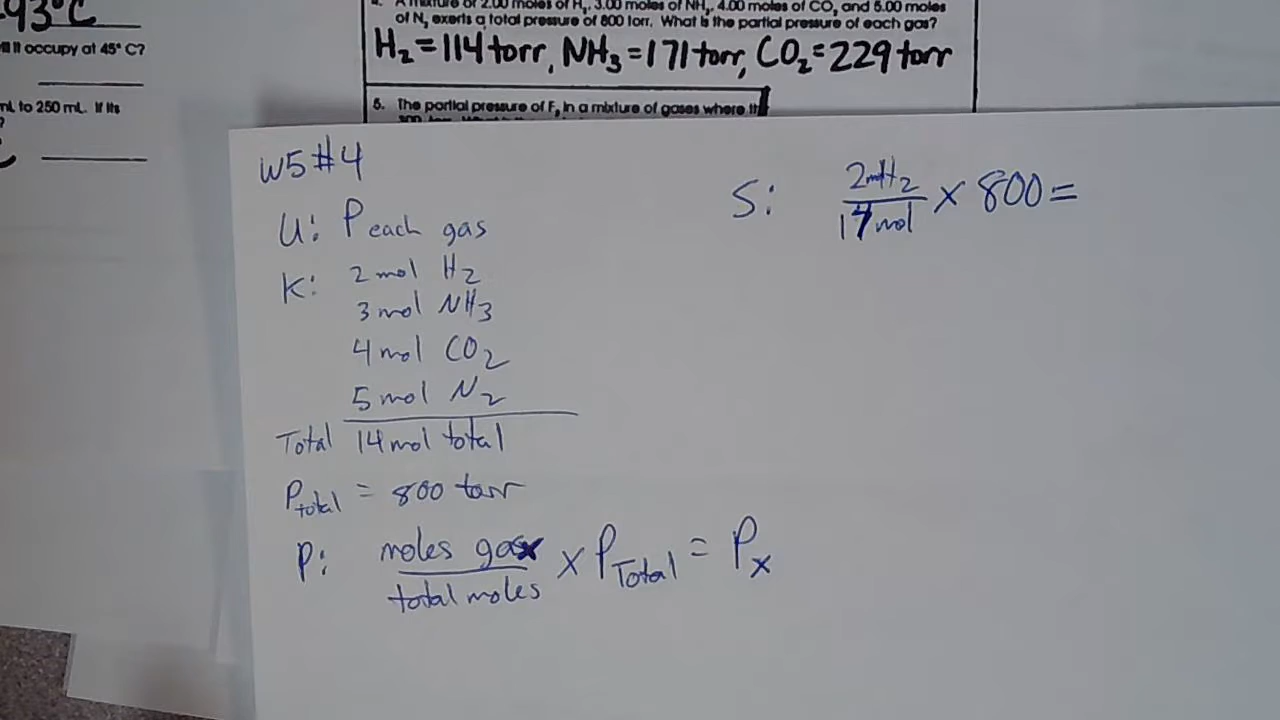 .93°C
ll it occupy at 45° C?
mL to 250 mL. If its
?
4. A mixture of 2.00 moles of H2, 3.00 moles of NH3, 4.00 moles of CO2 and 5.00 moles
of N2 exerts a total pressure of 800 torr. What is the partial pressure of each gas?
H2 = 114 torr, NH3 = 171 torr, CO2 = 229 torr
5. The partial pressure of F2 in a mixture of gases where th
W5 #4
U: P each gas
K: 2 mol H2
3 mol NH3
4 mol CO2
5 mol N2
Total 14 mol total
Ptotal = 800 torr
P: moles gas x / total moles x PTotal = Px
S: 2 m H2 / 14 mol x 800 =